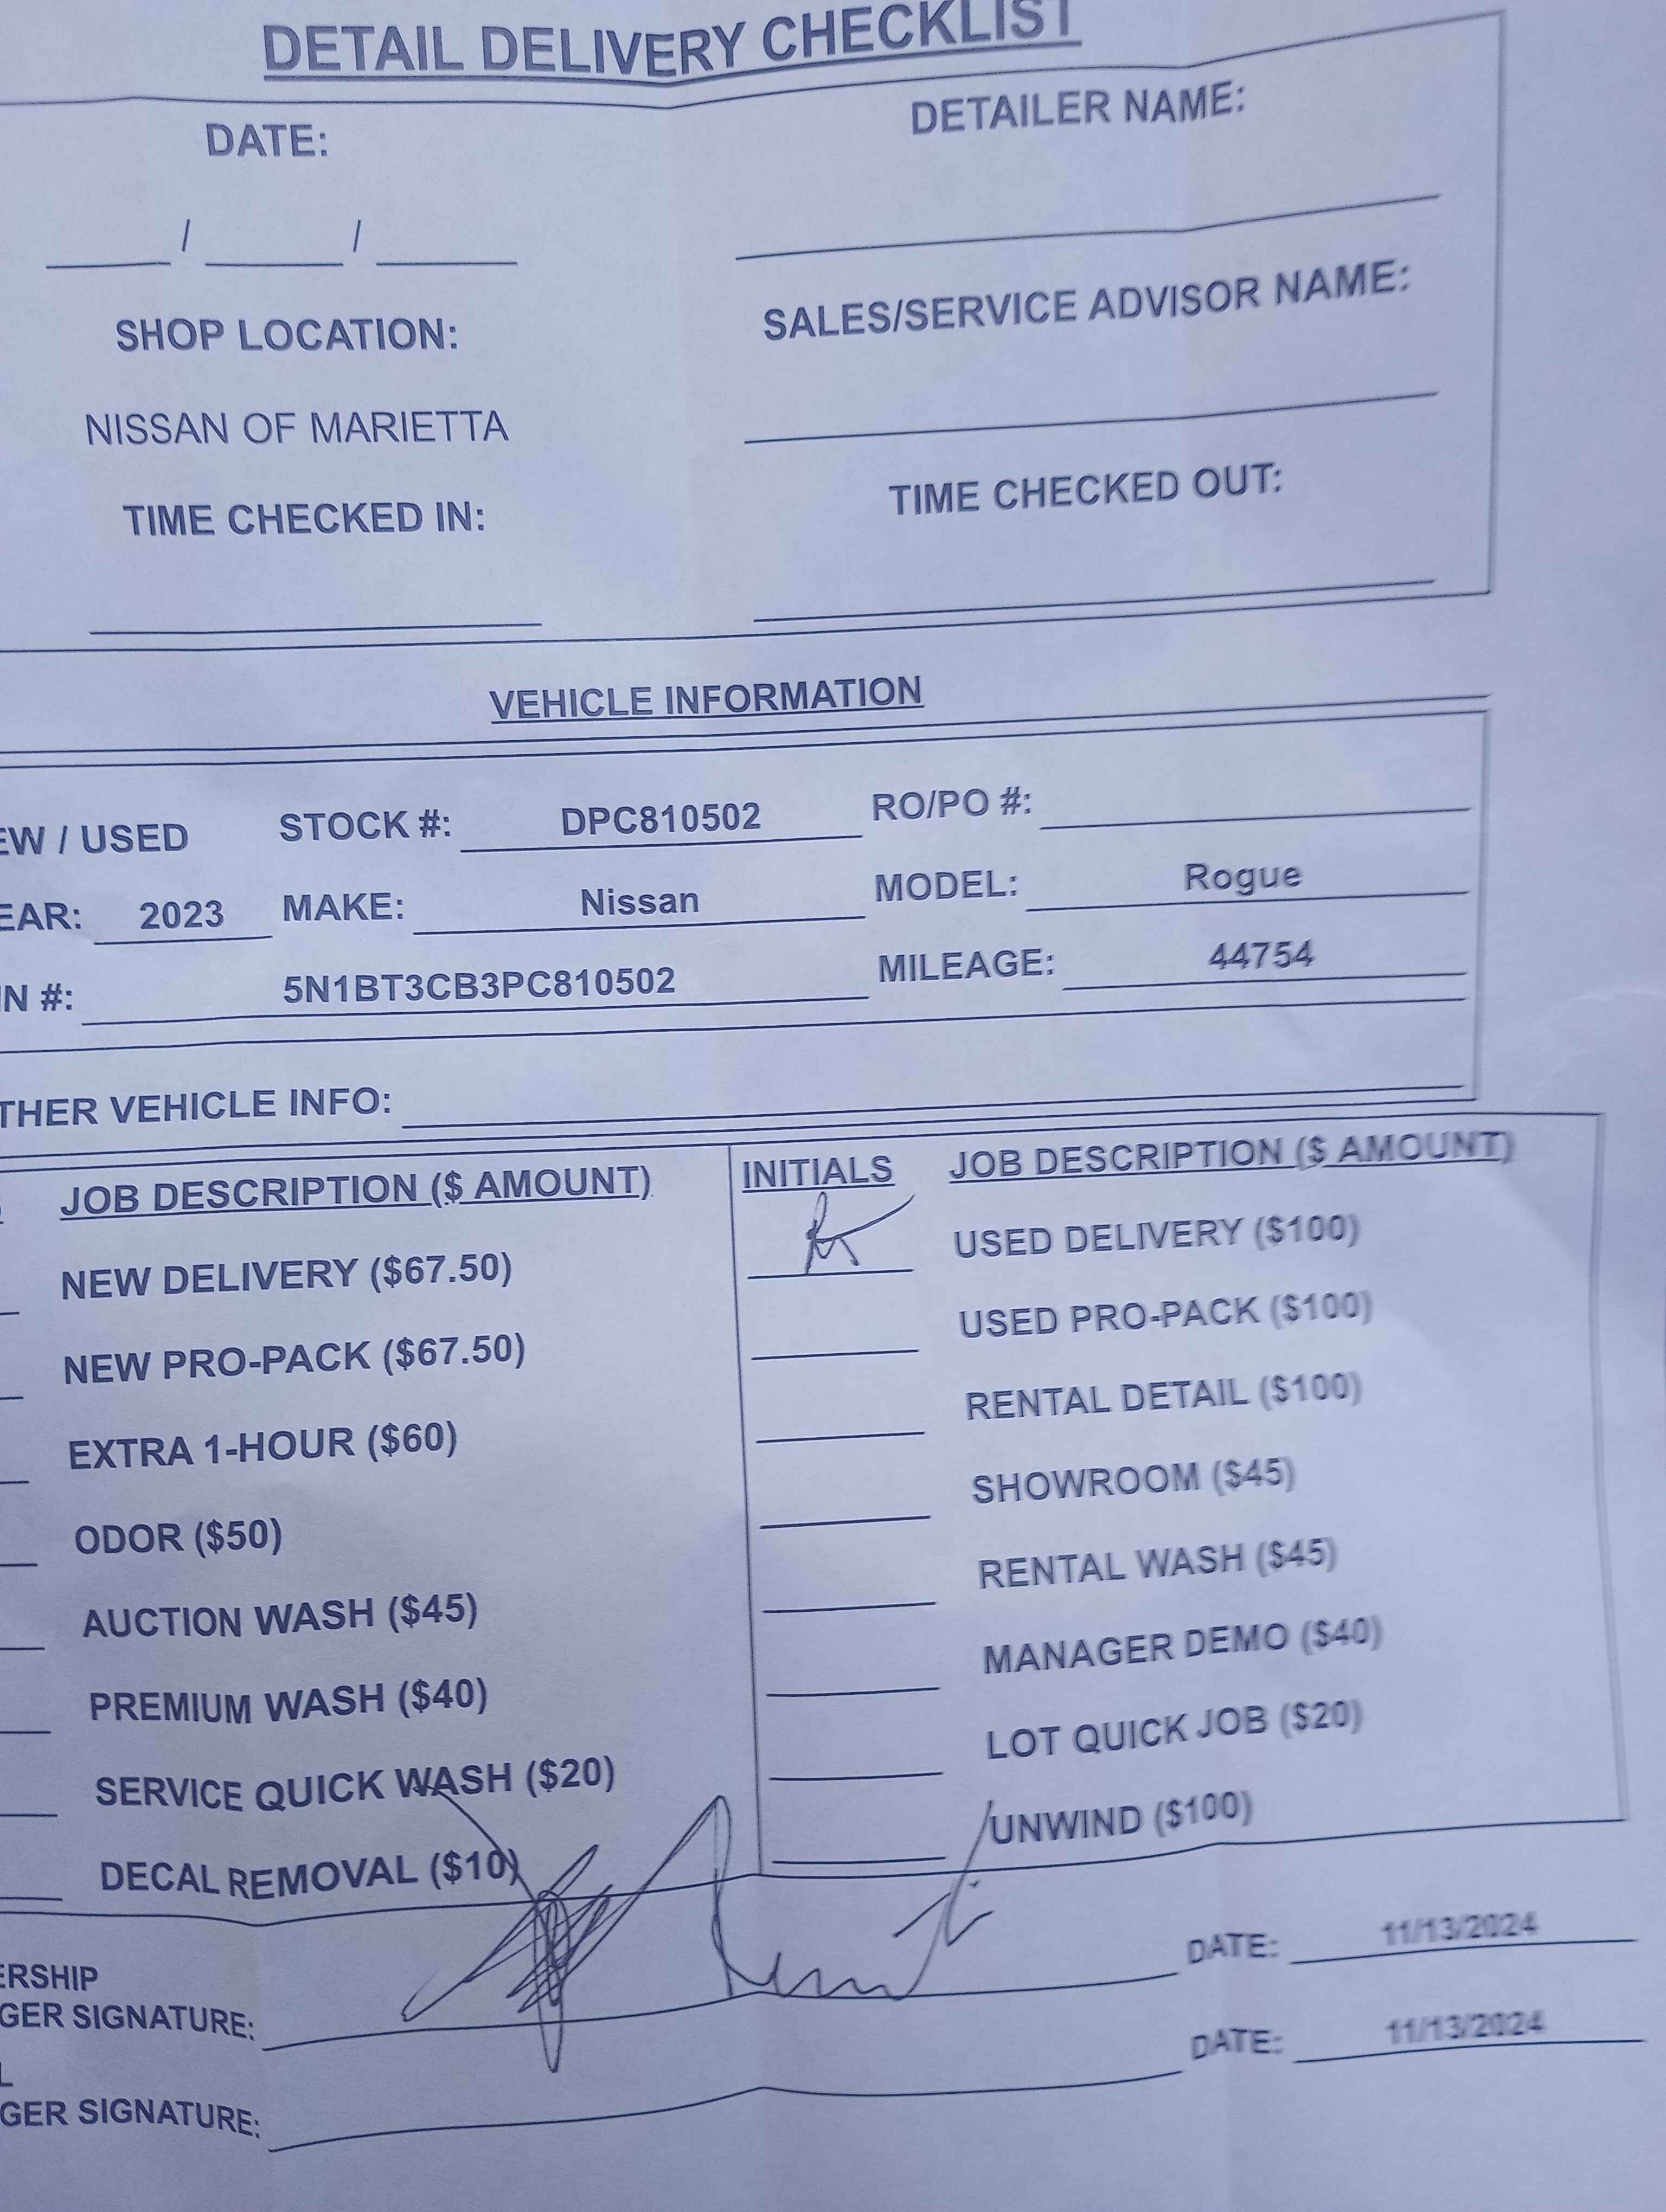 DETAIL DELIVERY CHECKLIST
DATE: DETAILER NAME:
/ /
SHOP LOCATION: SALES/SERVICE ADVISOR NAME:
NISSAN OF MARIETTA
TIME CHECKED IN: TIME CHECKED OUT:
VEHICLE INFORMATION
EW / USED STOCK #: DPC810502 RO/PO #:
EAR: 2023 MAKE: Nissan MODEL: Rogue
IN #: 5N1BT3CB3PC810502 MILEAGE: 44754
THER VEHICLE INFO:
JOB DESCRIPTION ($ AMOUNT) INITIALS JOB DESCRIPTION ($ AMOUNT)
NEW DELIVERY ($67.50) USED DELIVERY ($100)
NEW PRO-PACK ($67.50) USED PRO-PACK ($100)
EXTRA 1-HOUR ($60) RENTAL DETAIL ($100)
ODOR ($50) SHOWROOM ($45)
AUCTION WASH ($45) RENTAL WASH ($45)
PREMIUM WASH ($40) MANAGER DEMO ($40)
SERVICE QUICK WASH ($20) LOT QUICK JOB ($20)
DECAL REMOVAL ($10) UNWIND ($100)
ERSHIP
GER SIGNATURE: DATE: 11/13/2024
L
GER SIGNATURE: DATE: 11/13/2024